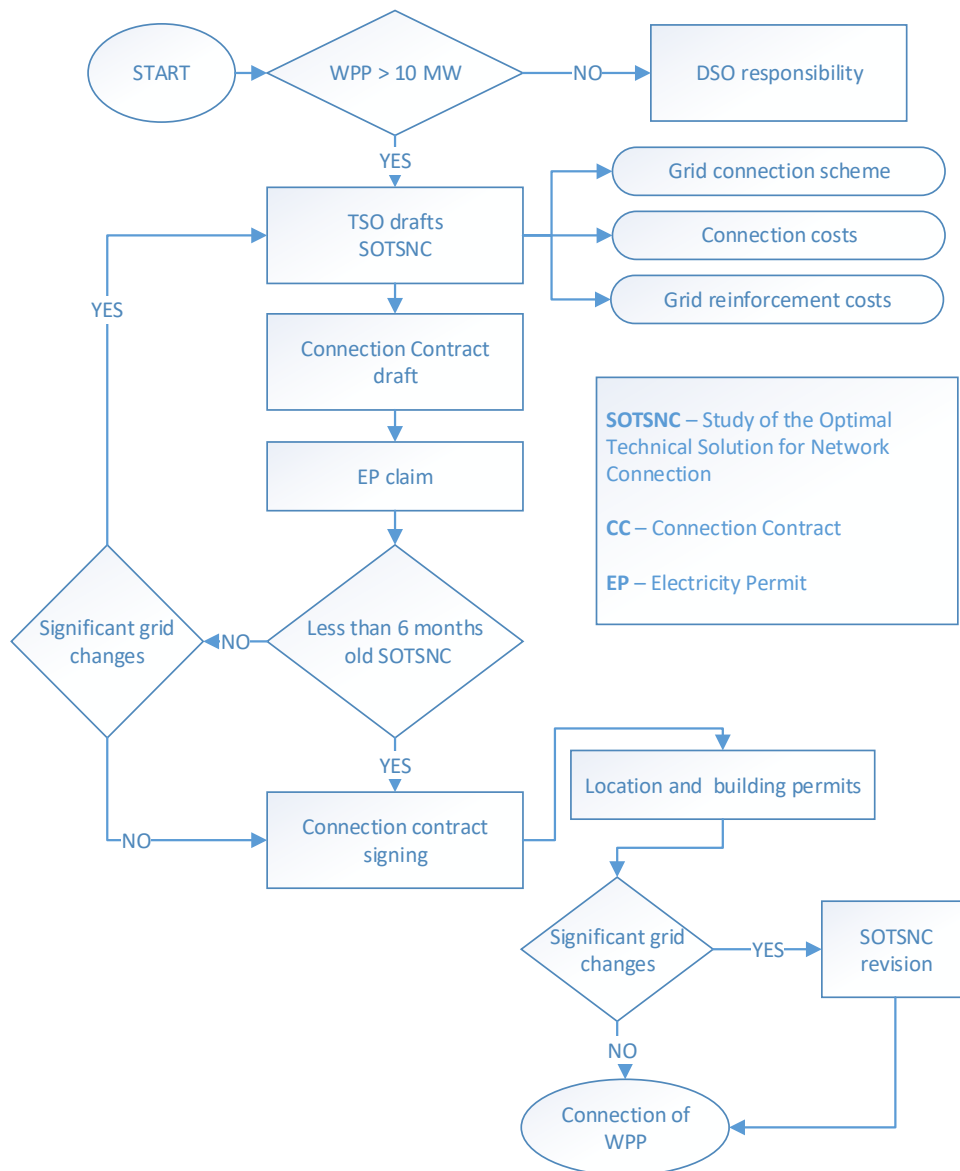 START
WPP > 10 MW
NO
DSO responsibility
YES
Grid connection scheme
TSO drafts
SOTSNC
Connection costs
Grid reinforcement costs
YES
Connection Contract
draft
SOTSNC – Study of the Optimal
Technical Solution for Network
Connection
CC – Connection Contract
EP – Electricity Permit
EP claim
Significant grid
changes
NO
Less than 6 months
old SOTSNC
YES
Location and  building permits
NO
Connection contract
signing
Significant grid
changes
YES
SOTSNC
revision
NO
Connection of
WPP